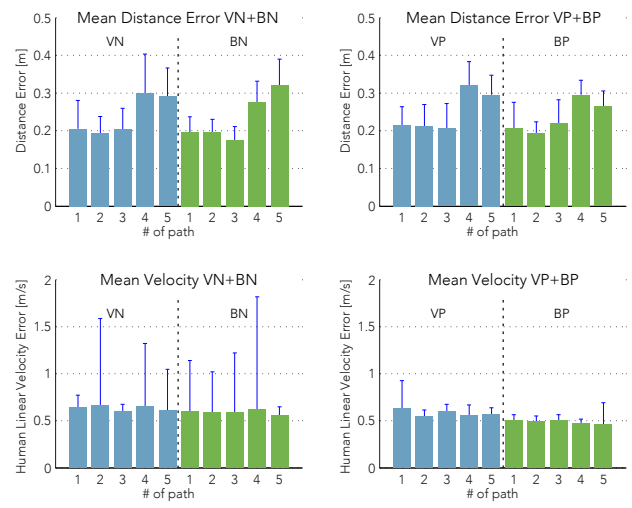 Mean Distance Error VN+BN
VN
BN
Distance Error [m]
0.5
0.4
0.3
0.2
0.1
0
1 2 3 4 5 1 2 3 4 5
# of path
Mean Distance Error VP+BP
VP
BP
Distance Error [m]
0.5
0.4
0.3
0.2
0.1
0
1 2 3 4 5 1 2 3 4 5
# of path
Mean Velocity VN+BN
VN
BN
Human Linear Velocity Error [m/s]
2
1.5
1
0.5
0
1 2 3 4 5 1 2 3 4 5
# of path
Mean Velocity VP+BP
VP
BP
Human Linear Velocity Error [m/s]
2
1.5
1
0.5
0
1 2 3 4 5 1 2 3 4 5
# of path